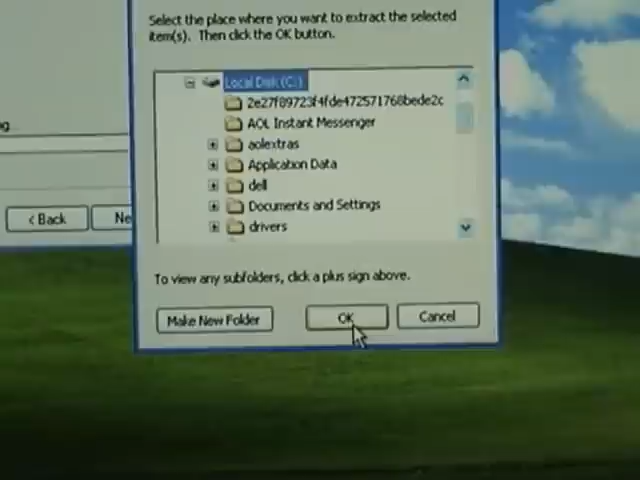 Select the place where you want to extract the selected
item(s). Then click the OK button.
Local Disk (C:)
AOL Instant Messenger
aolextras
Application Data
dell
Documents and Settings
drivers
To view any subfolders, click a plus sign above.
< Back
Make New Folder
OK
Cancel